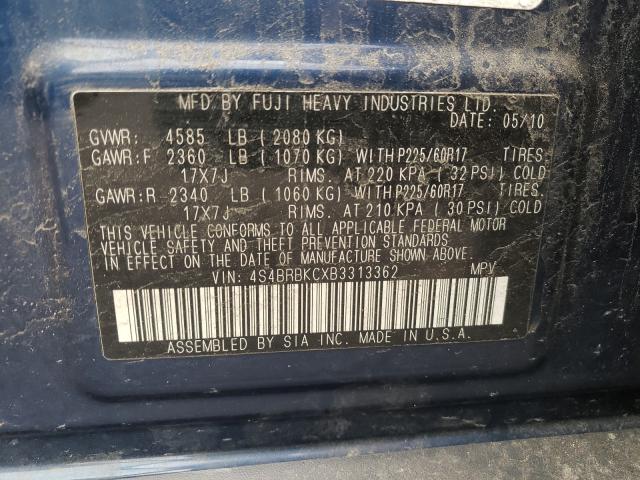 MFD. BY FUJI HEAVY INDUSTRIES LTD.
DATE: 05/10
GVWR: 4585 LB ( 2080 KG)
GAWR:F 2360 LB ( 1070 KG) WITHP225/60R17 TIRES
17X7J RIMS. AT 220 KPA ( 32 PSI) COLD
GAWR:R 2340 LB ( 1060 KG) WITHP225/60R17 TIRES
17X7J RIMS. AT 210 KPA ( 30 PSI) COLD
THIS VEHICLE CONFORMS TO ALL APPLICABLE FEDERAL MOTOR
VEHICLE SAFETY AND THEFT PREVENTION STANDARDS
IN EFFECT ON THE DATE OF MANUFACTURE SHOWN ABOVE.
VIN: 4S4BRBKCXB3313362 MPV
ASSEMBLED BY SIA INC. MADE IN U.S.A.